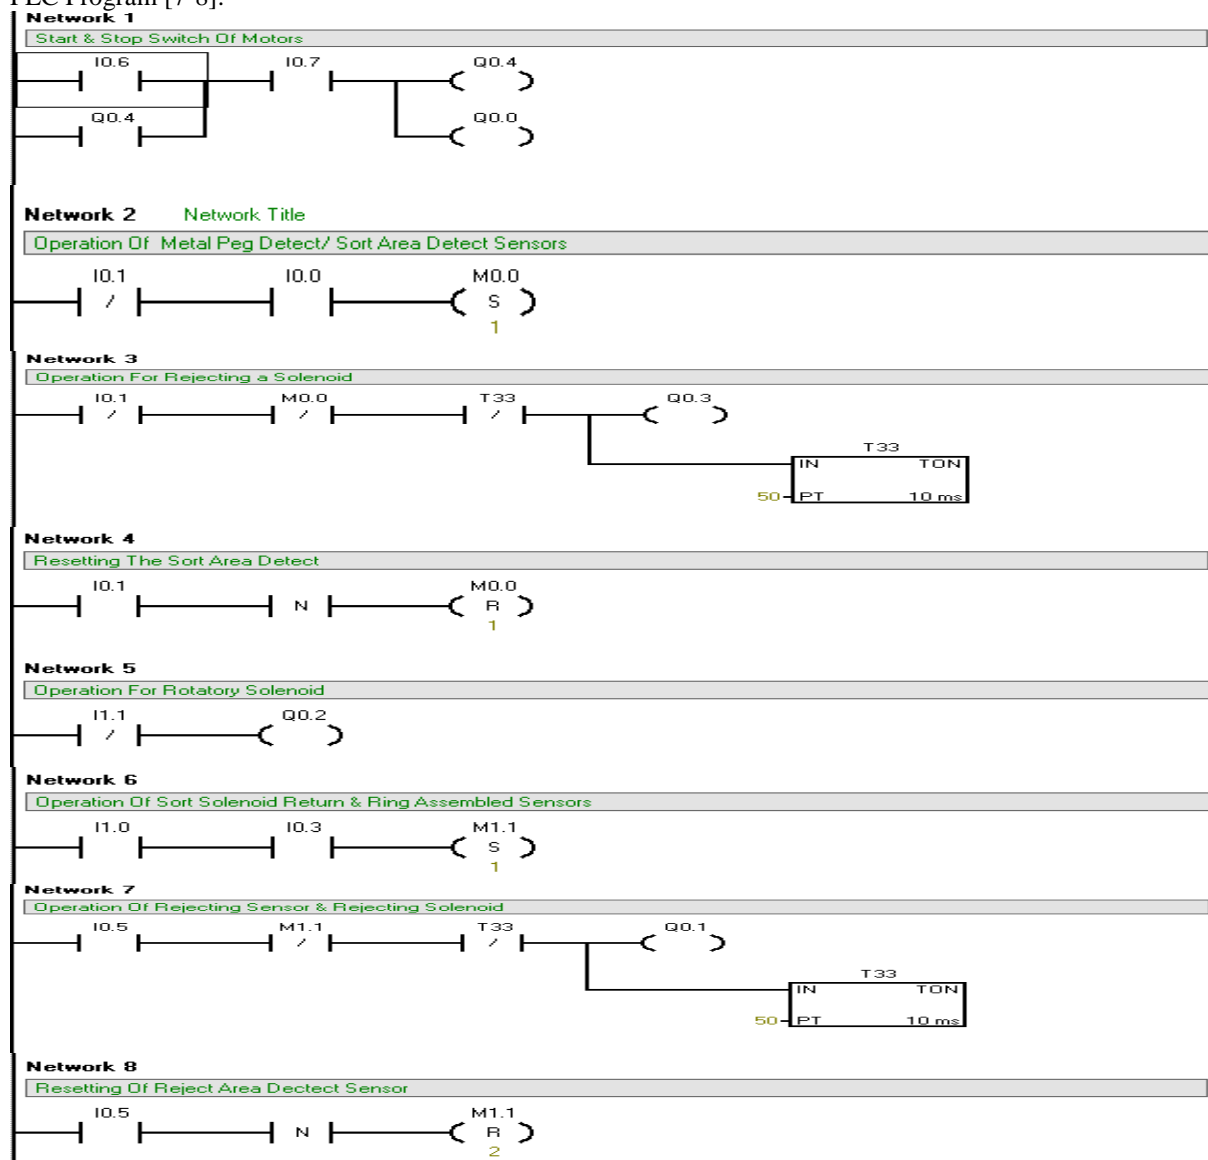 PLC Program [7-8]:
Network 1
Start & Stop Switch Of Motors
I0.6 I0.7 Q0.4
Q0.4 Q0.0
Network 2 Network Title
Operation Of Metal Peg Detect/ Sort Area Detect Sensors
I0.1 I0.0 M0.0
/ S
1
Network 3
Operation For Rejecting a Solenoid
I0.1 M0.0 T33 Q0.3
/ / /
T33
IN TON
50 PT 10 ms
Network 4
Resetting The Sort Area Detect
I0.1 M0.0
N R
1
Network 5
Operation For Rotatory Solenoid
I1.1 Q0.2
/
Network 6
Operation Of Sort Solenoid Return & Ring Assembled Sensors
I1.0 I0.3 M1.1
S
1
Network 7
Operation Of Rejecting Sensor & Rejecting Solenoid
I0.5 M1.1 T33 Q0.1
/ /
T33
IN TON
50 PT 10 ms
Network 8
Resetting Of Reject Area Dectect Sensor
I0.5 M1.1
N R
2